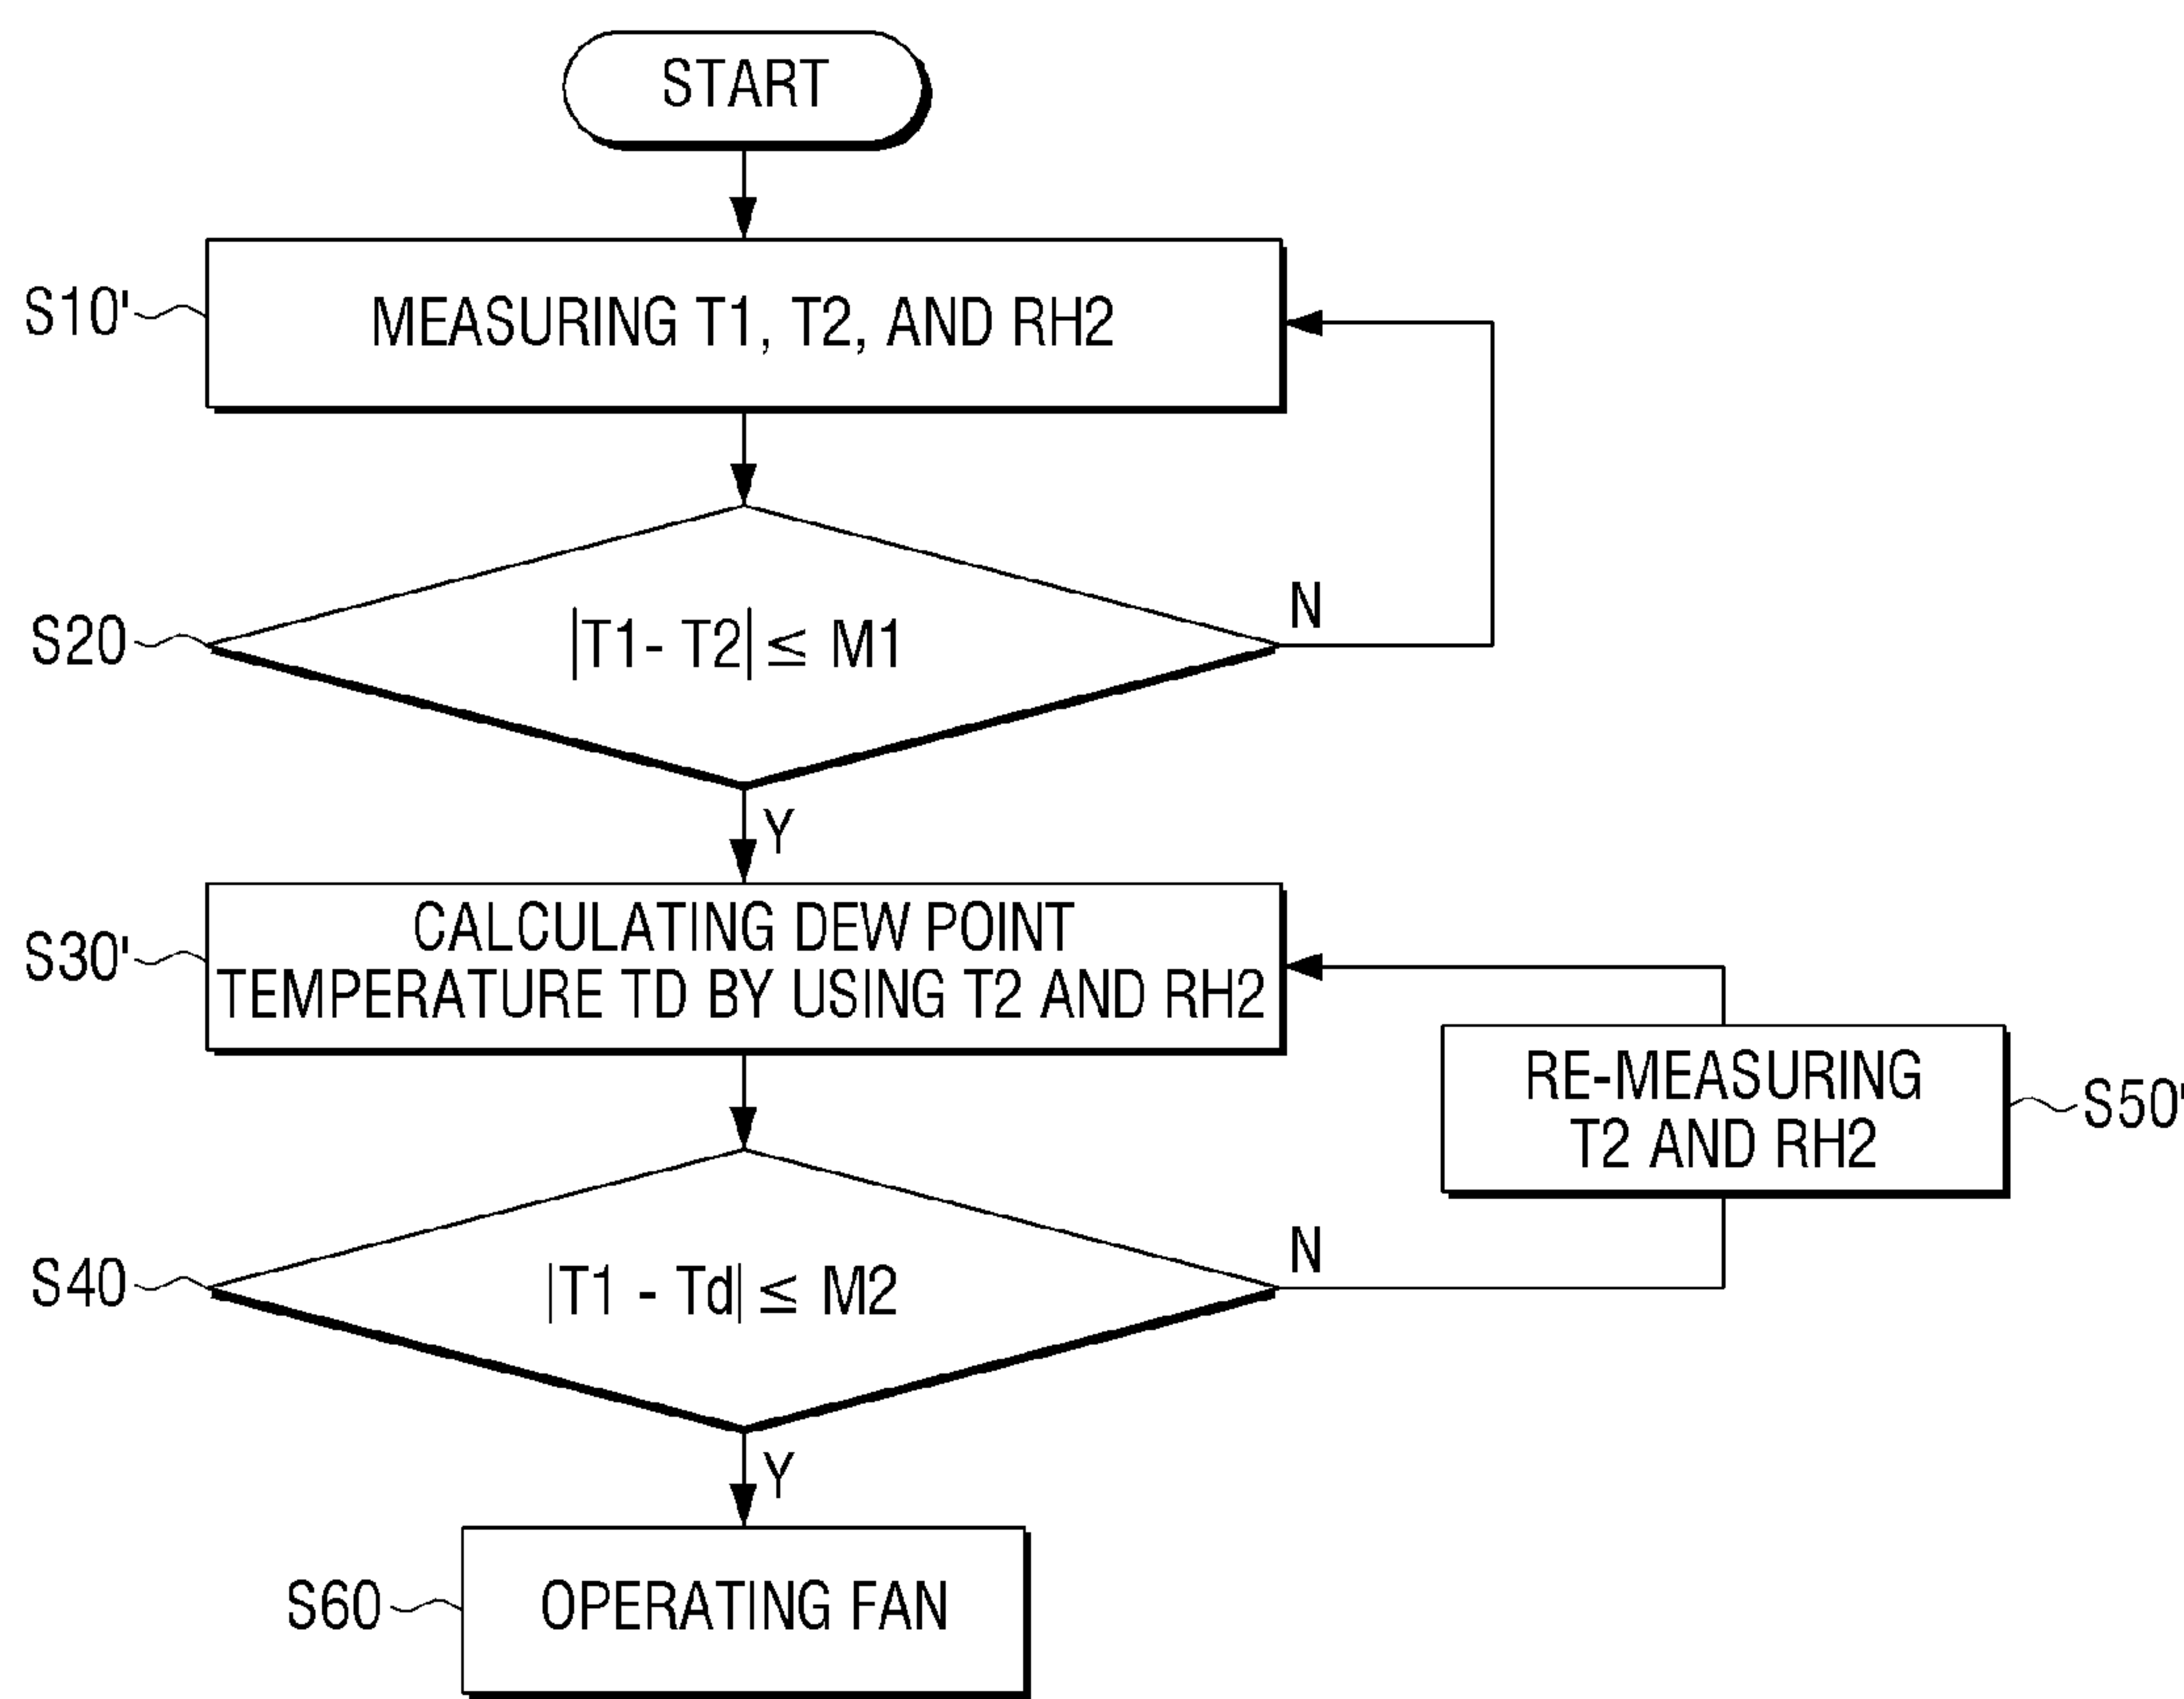 START
S10'
MEASURING T1, T2, AND RH2
S20
|T1- T2| ≤ M1
N
Y
S30'
CALCULATING DEW POINT
TEMPERATURE TD BY USING T2 AND RH2
RE-MEASURING
T2 AND RH2
S50'
S40
|T1 - Td| ≤ M2
N
Y
S60
OPERATING FAN